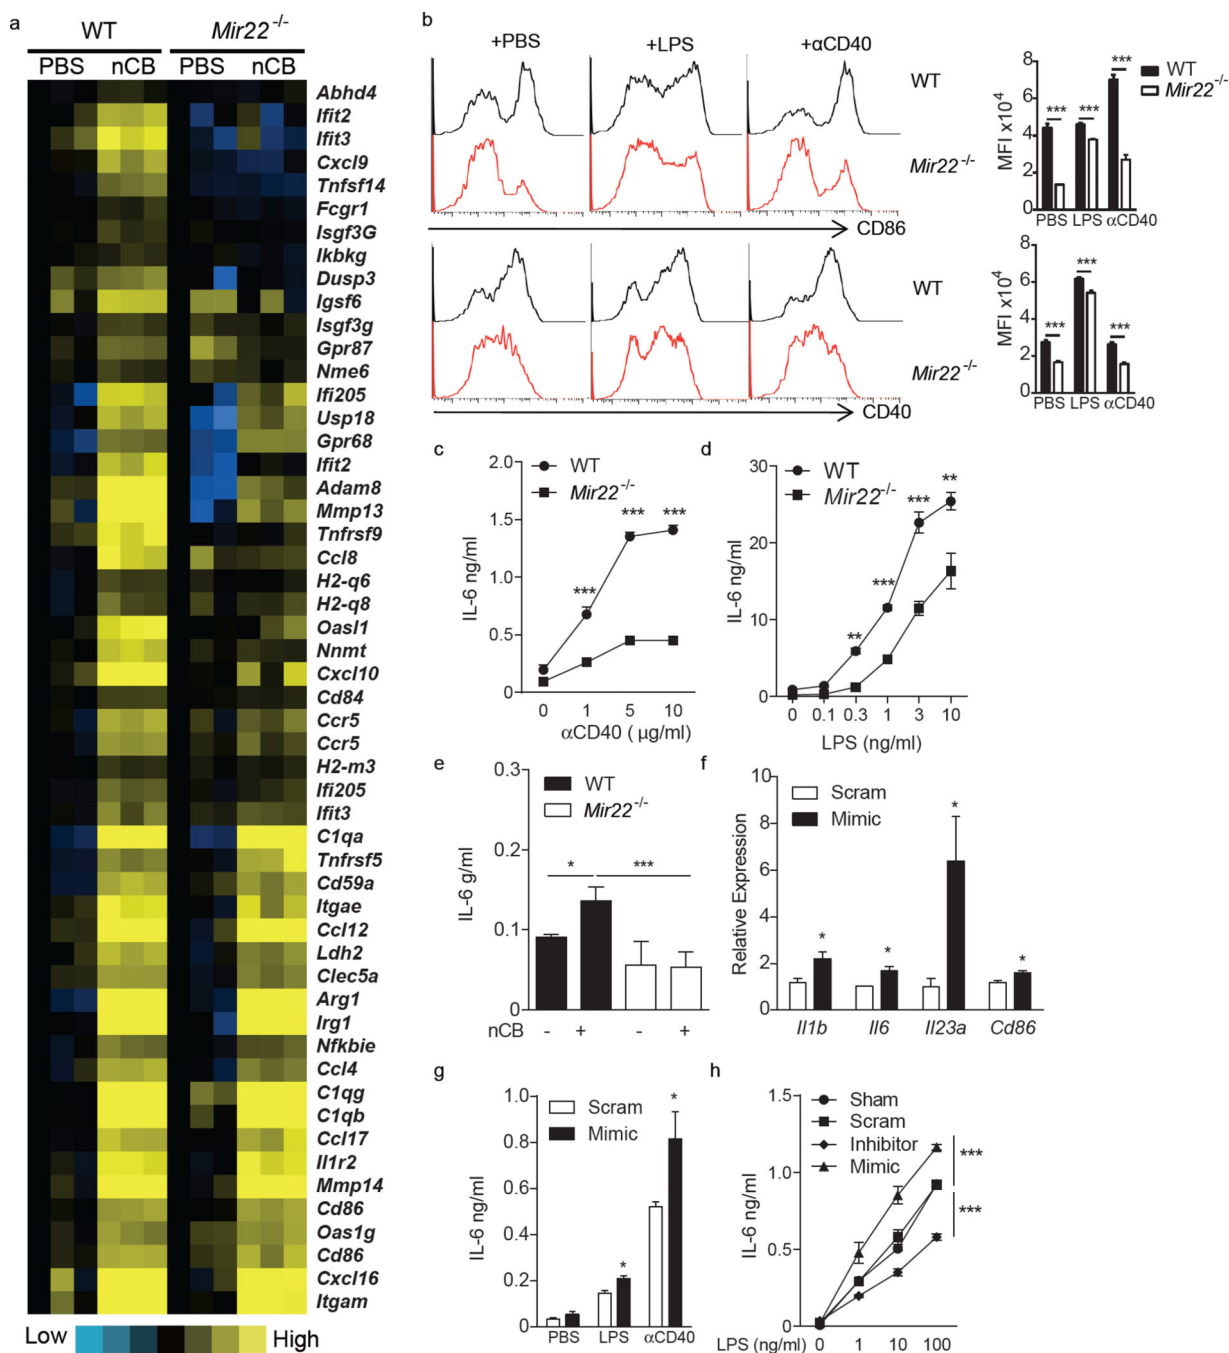 a
WT Mir22-/-
PBS nCB PBS nCB
Abhd4
Ifit2
Ifit3
Cxcl9
Tnfsf14
Fcgr1
Isgf3G
Ikbkg
Dusp3
Igsf6
Isgf3g
Gpr87
Nme6
Ifi205
Usp18
Gpr68
Ifit2
Adam8
Mmp13
Tnfrsf9
Ccl8
H2-q6
H2-q8
Oasl1
Nnmt
Cxcl10
Cd84
Ccr5
Ccr5
H2-m3
Ifi205
Ifit3
C1qa
Tnfrsf5
Cd59a
Itgae
Ccl12
Ldh2
Clec5a
Arg1
Irg1
Nfkbie
Ccl4
C1qg
C1qb
Ccl17
Il1r2
Mmp14
Cd86
Oas1g
Cd86
Cxcl16
Itgam
Low High
b
+PBS +LPS +αCD40
WT
Mir22-/-
CD86
WT
Mir22-/-
CD40
WT
Mir22-/-
MFI x10^4
8
6
4
2
0
*** *** ***
PBS LPS αCD40
MFI x10^4
8
6
4
2
0
*** *** ***
PBS LPS αCD40
c
WT
Mir22-/-
IL-6 ng/ml
2.0
1.5
1.0
0.5
0
*** *** ***
0 1 5 10
αCD40 ( μg/ml)
d
WT
Mir22-/-
IL-6 ng/ml
30
20
10
0
** *** *** **
0 0.1 0.3 1 3 10
LPS (ng/ml)
e
WT
Mir22-/-
IL-6 g/ml
0.3
0.2
0.1
0
* ***
nCB - + - +
f
Scram
Mimic
Relative Expression
10
8
6
4
2
0
* * * *
Il1b Il6 Il23a Cd86
g
Scram
Mimic
IL-6 ng/ml
1.0
0.8
0.6
0.4
0.2
0
* *
PBS LPS αCD40
h
Sham
Scram
Inhibitor
Mimic
IL-6 ng/ml
1.5
1.0
0.5
0
***
***
0 1 10 100
LPS (ng/ml)